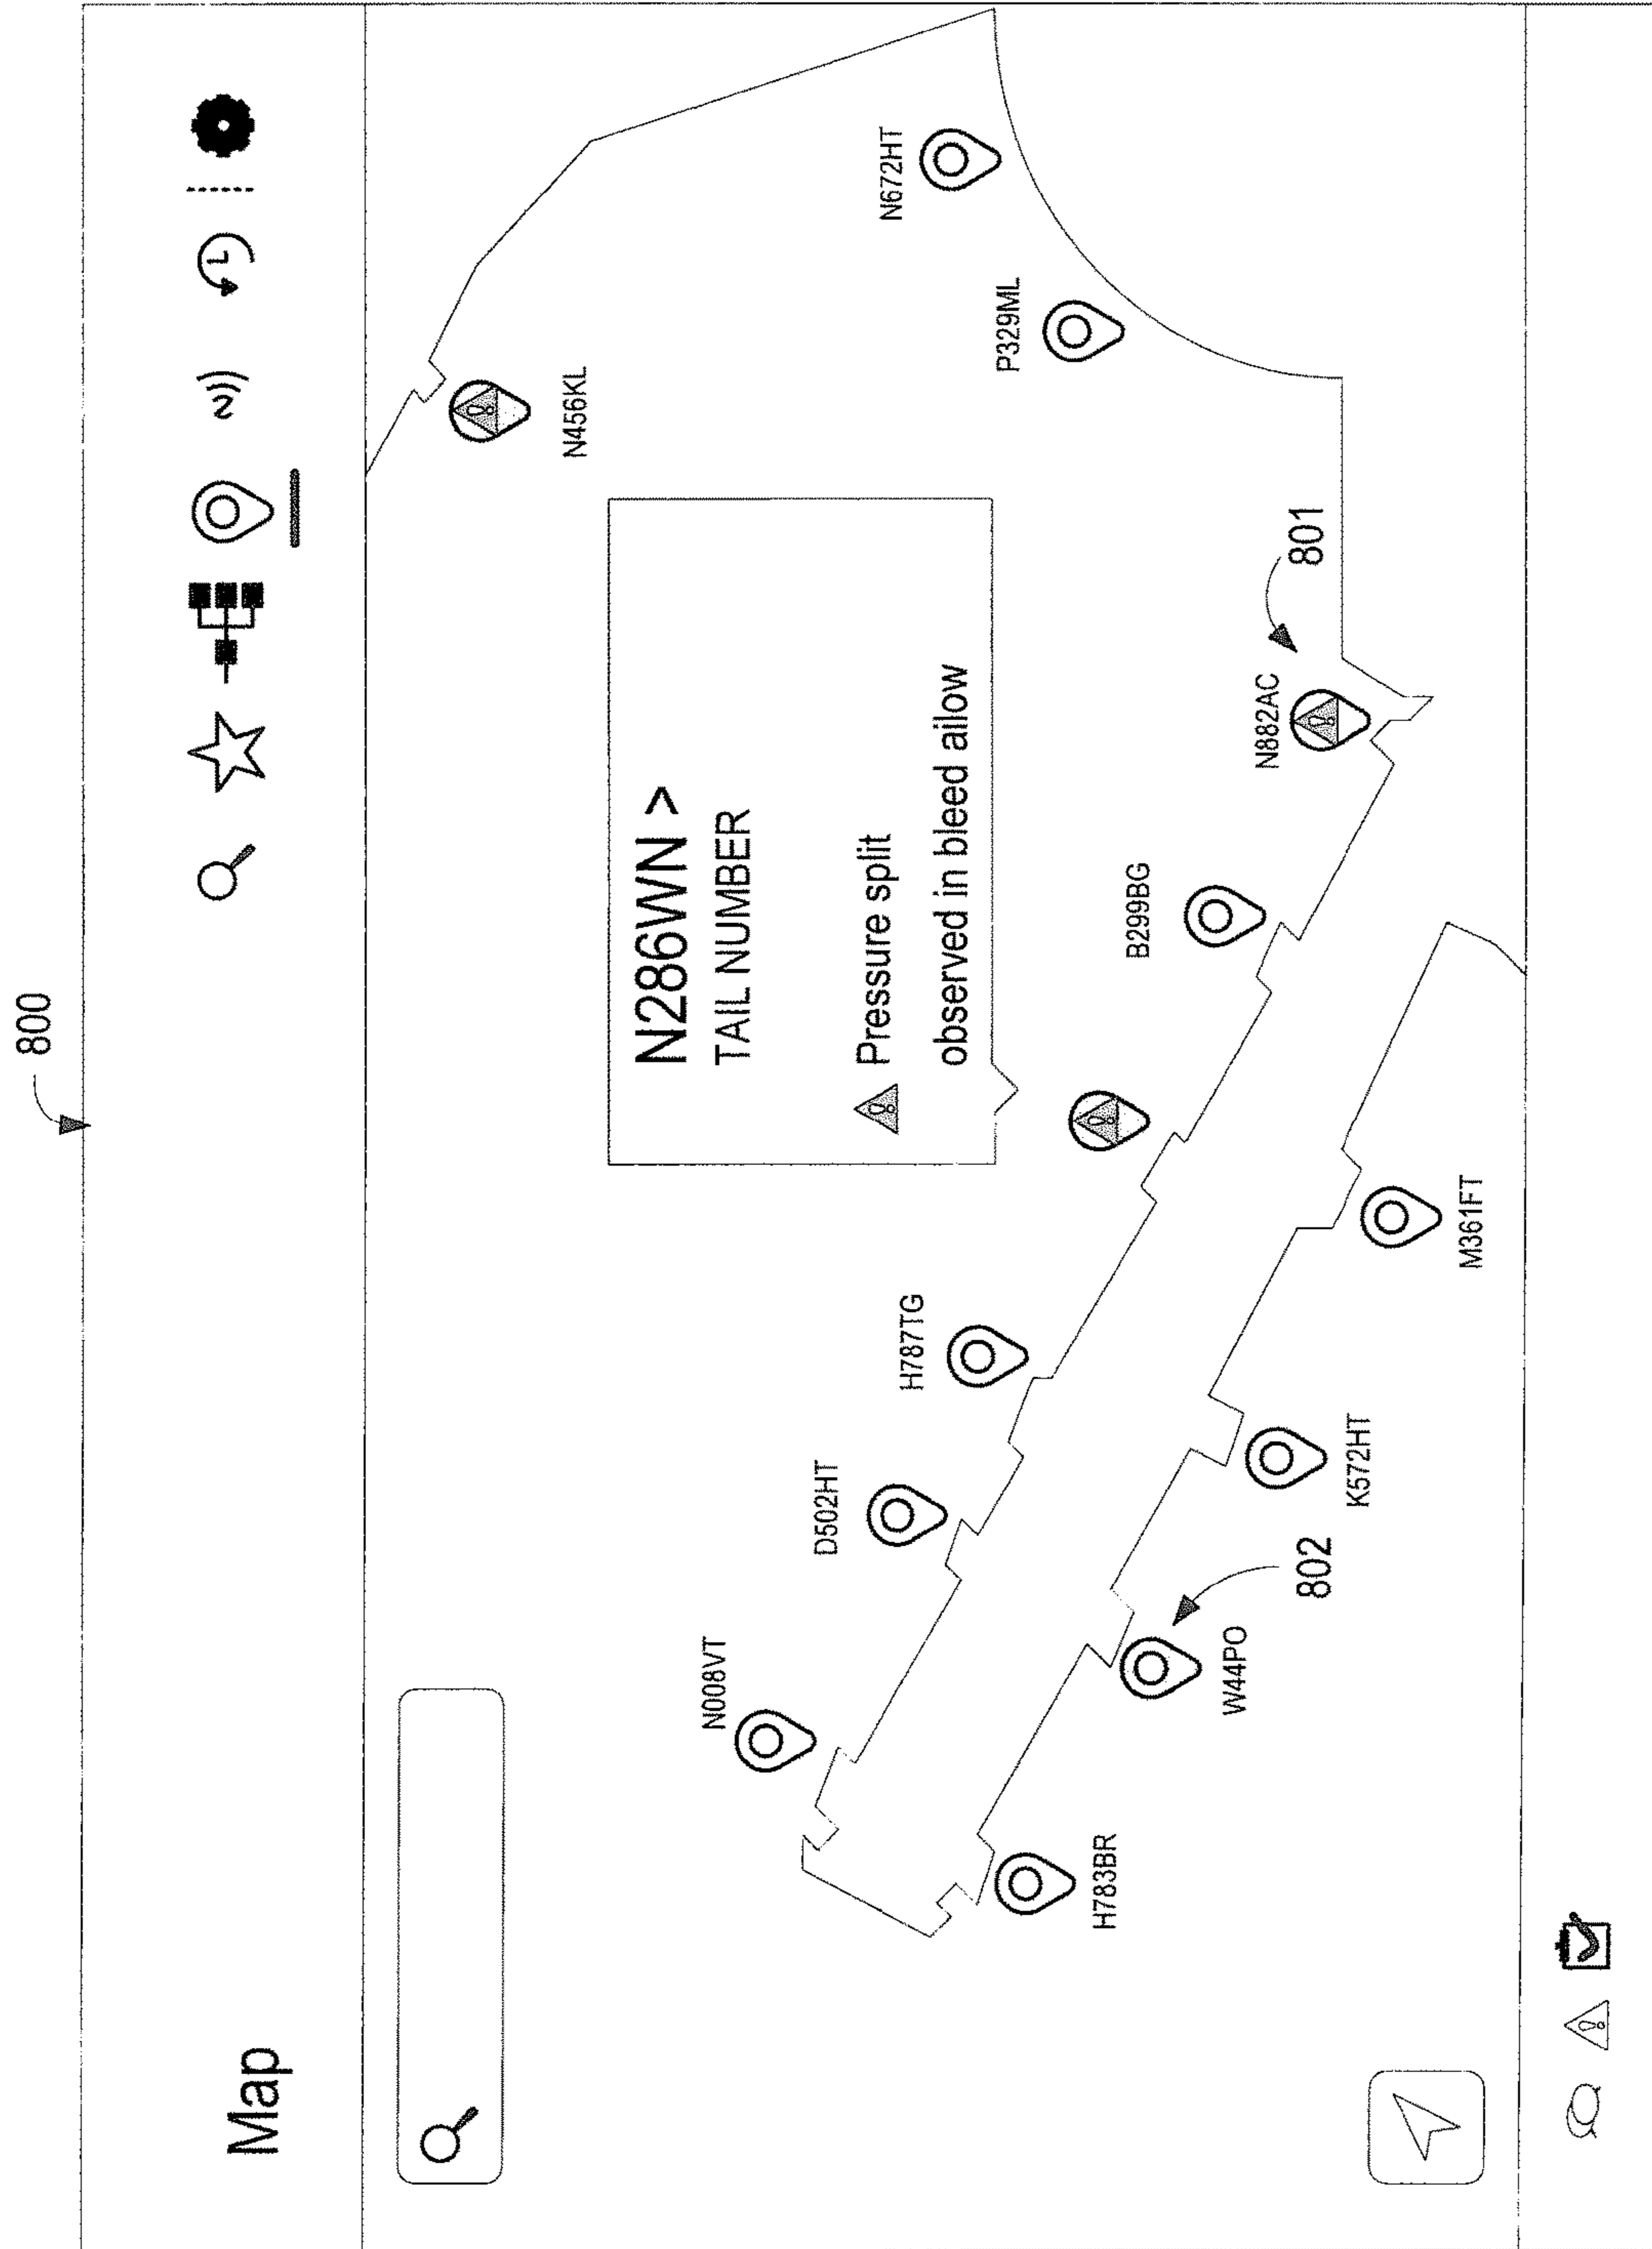 800
Map
N456KL
N286WN >
TAIL NUMBER
Pressure split
observed in bleed ailow
N008VT
D502HT
H787TG
N672HT
P329ML
B299BG
N882AC
801
H783BR
W44PO
802
K572HT
M361FT